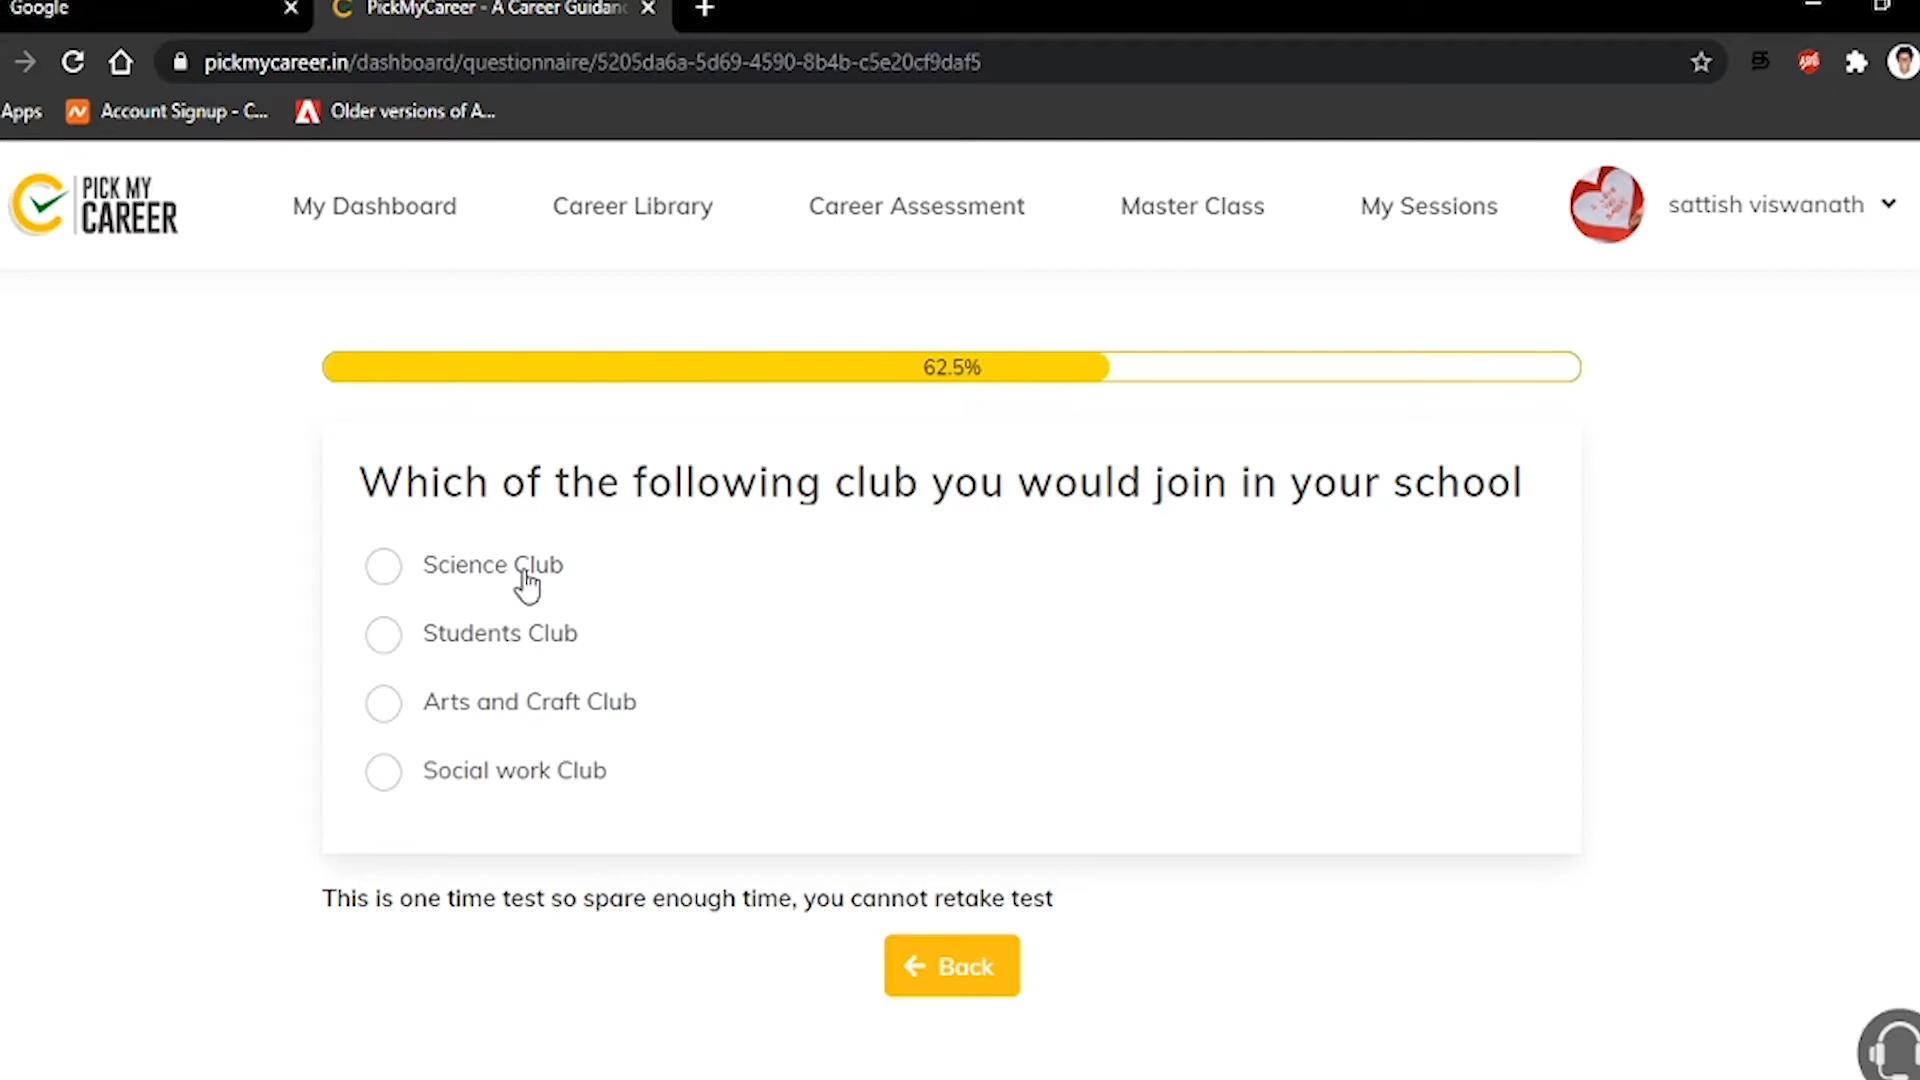 Google
PickMyCareer - A Career Guidanc
pickmycareer.in/dashboard/questionnaire/5205da6a-5d69-4590-8b4b-c5e20cf9daf5
Apps
Account Signup - C...
Older versions of A...
PICK MY
CAREER
My Dashboard
Career Library
Career Assessment
Master Class
My Sessions
sattish viswanath
62.5%
Which of the following club you would join in your school
Science Club
Students Club
Arts and Craft Club
Social work Club
This is one time test so spare enough time, you cannot retake test
Back